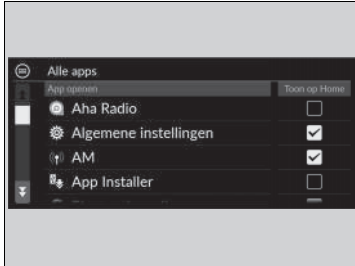 Alle apps
App openen Toon op Home
Aha Radio
Algemene instellingen
AM
App Installer